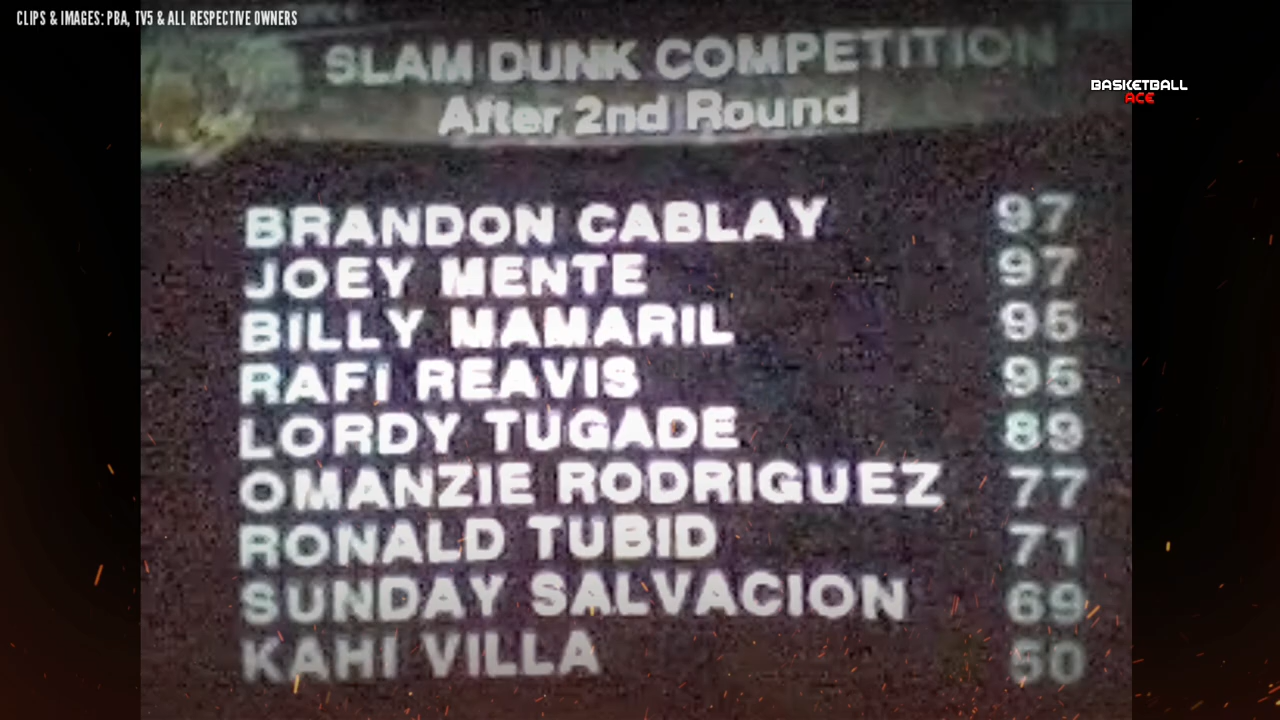 CLIPS & IMAGES: PBA, TV5 & ALL RESPECTIVE OWNERS
SLAM DUNK COMPETITION
After 2nd Round
BASKETBALL
ACE
BRANDON CABLAY 97
JOEY MENTE 97
BILLY MAMARIL 95
RAFI REAVIS 95
LORDY TUGADE 89
OMANZIE RODRIGUEZ 77
RONALD TUBID 71
SUNDAY SALVACION 69
KAHI VILLA 50